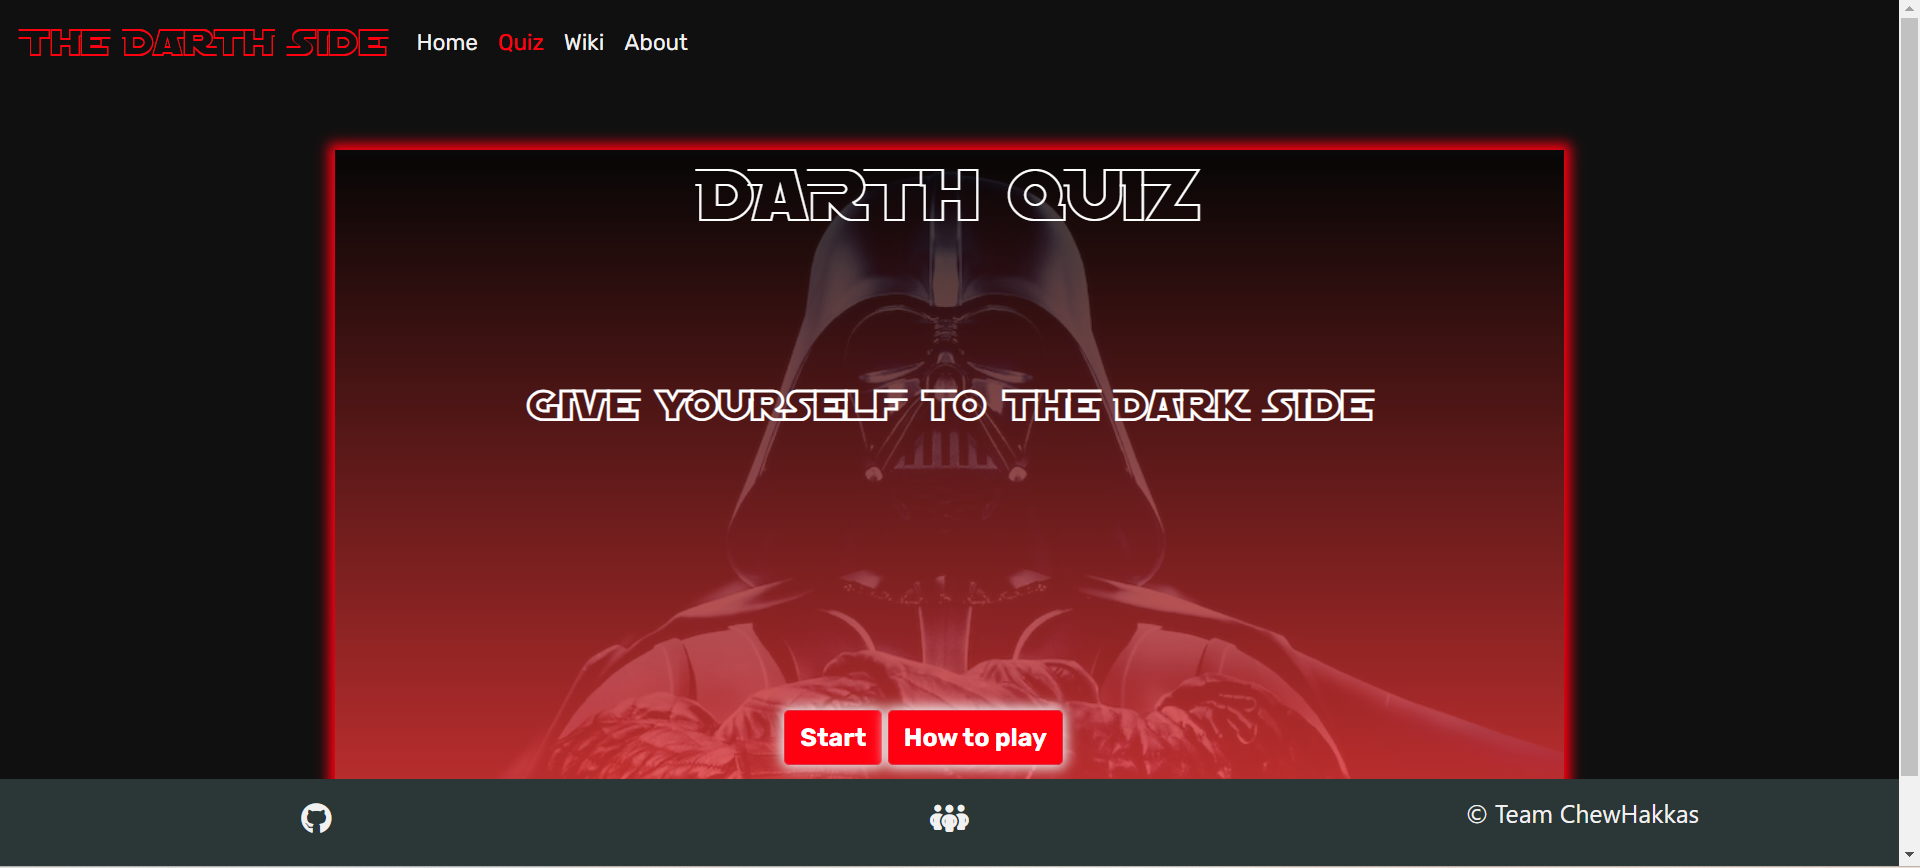 THE DARTH SIDE
Home Quiz Wiki About
DARTH QUIZ
GIVE YOURSELF TO THE DARK SIDE
Start How to play
© Team ChewHakkas